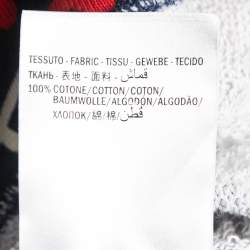 TESSUTO - FABRIC - TISSU - GEWEBE - TECIDO
ТКАНЬ - 表地 - 面料 - قماش
100% COTONE/COTTON/COTON/
BAUMWOLLE/ALGODÓN/ALGODÃO/
ХЛОПОК/綿/棉/قطن